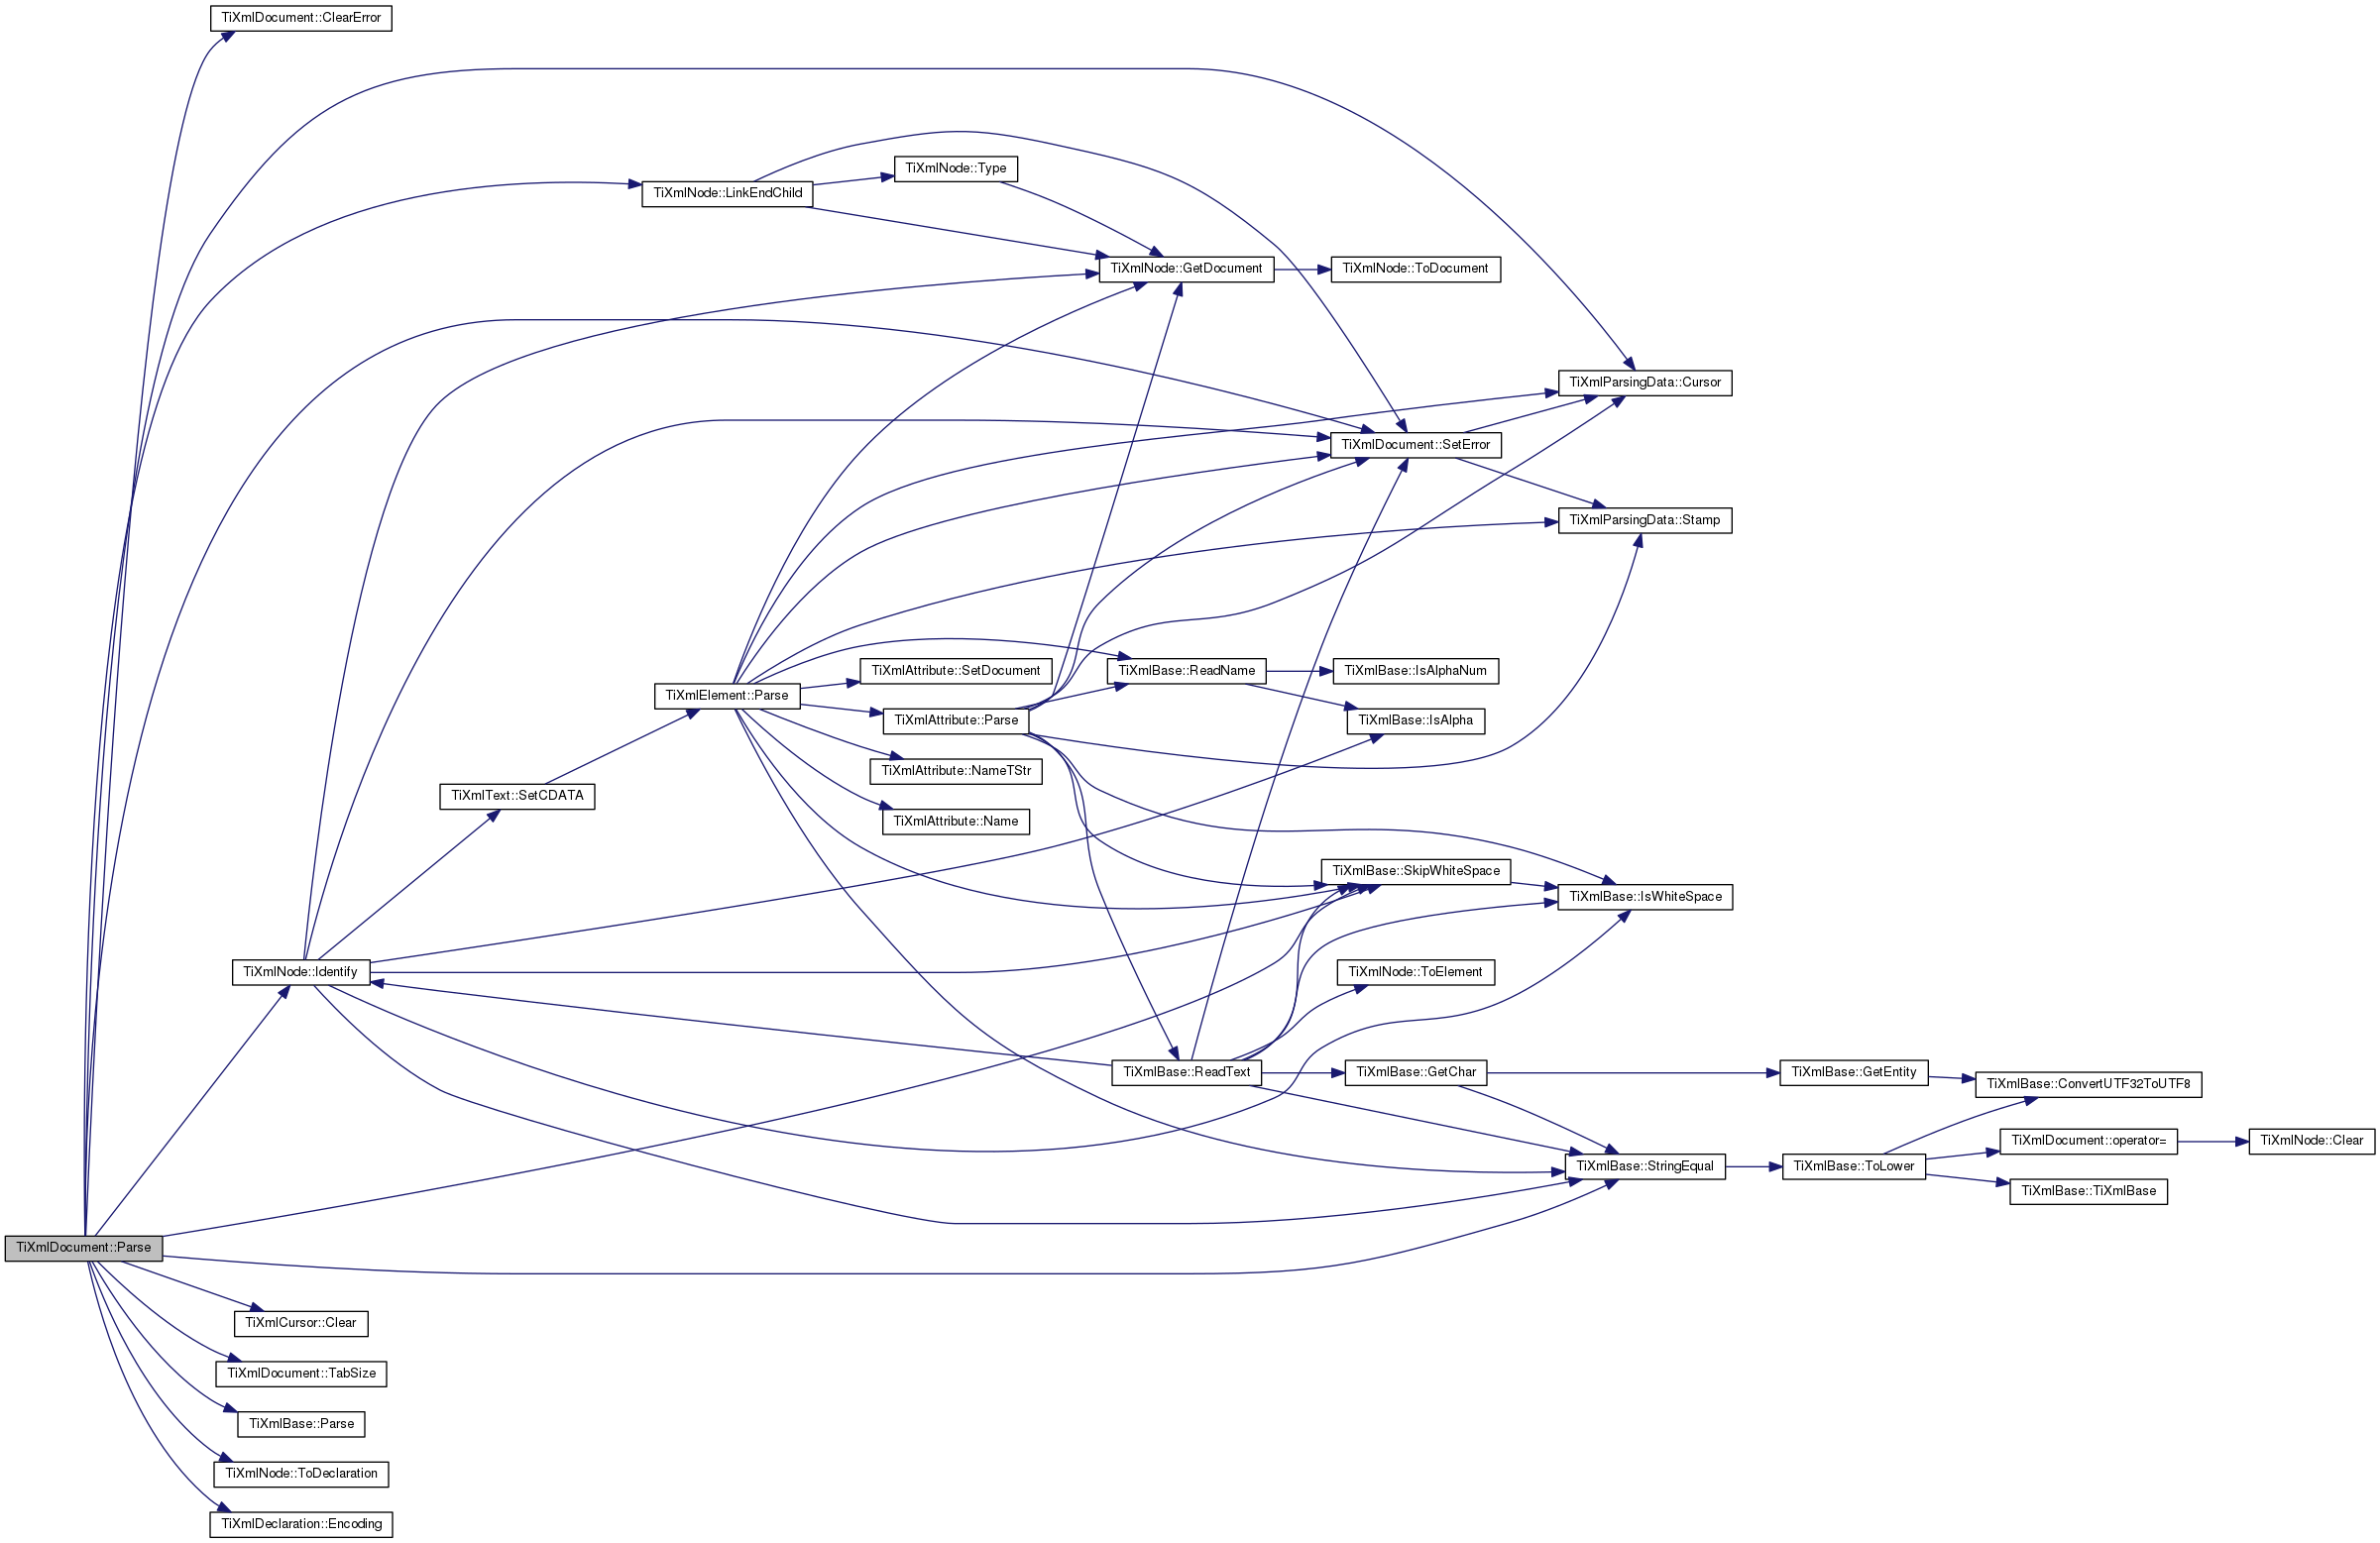 TiXmlDocument::ClearError
TiXmlNode::Type
TiXmlNode::LinkEndChild
TiXmlNode::GetDocument
TiXmlNode::ToDocument
TiXmlParsingData::Cursor
TiXmlDocument::SetError
TiXmlParsingData::Stamp
TiXmlAttribute::SetDocument
TiXmlBase::ReadName
TiXmlBase::IsAlphaNum
TiXmlElement::Parse
TiXmlAttribute::Parse
TiXmlBase::IsAlpha
TiXmlAttribute::NameTStr
TiXmlText::SetCDATA
TiXmlAttribute::Name
TiXmlBase::SkipWhiteSpace
TiXmlBase::IsWhiteSpace
TiXmlNode::Identify
TiXmlNode::ToElement
TiXmlBase::ReadText
TiXmlBase::GetChar
TiXmlBase::GetEntity
TiXmlBase::ConvertUTF32ToUTF8
TiXmlDocument::operator=
TiXmlNode::Clear
TiXmlBase::StringEqual
TiXmlBase::ToLower
TiXmlBase::TiXmlBase
TiXmlDocument::Parse
TiXmlCursor::Clear
TiXmlDocument::TabSize
TiXmlBase::Parse
TiXmlNode::ToDeclaration
TiXmlDeclaration::Encoding